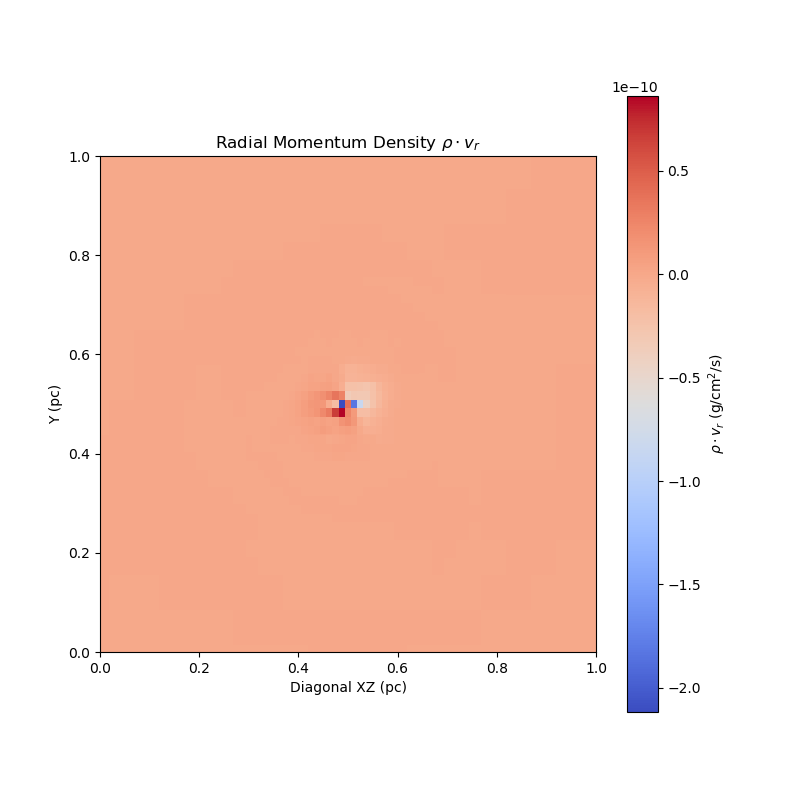 Radial Momentum Density ρ · v_r
1e−10
1.0
0.8
0.6
0.4
0.2
0.0
Y (pc)
0.0 0.2 0.4 0.6 0.8 1.0
Diagonal XZ (pc)
0.5
0.0
−0.5
−1.0
−1.5
−2.0
ρ · v_r (g/cm²/s)